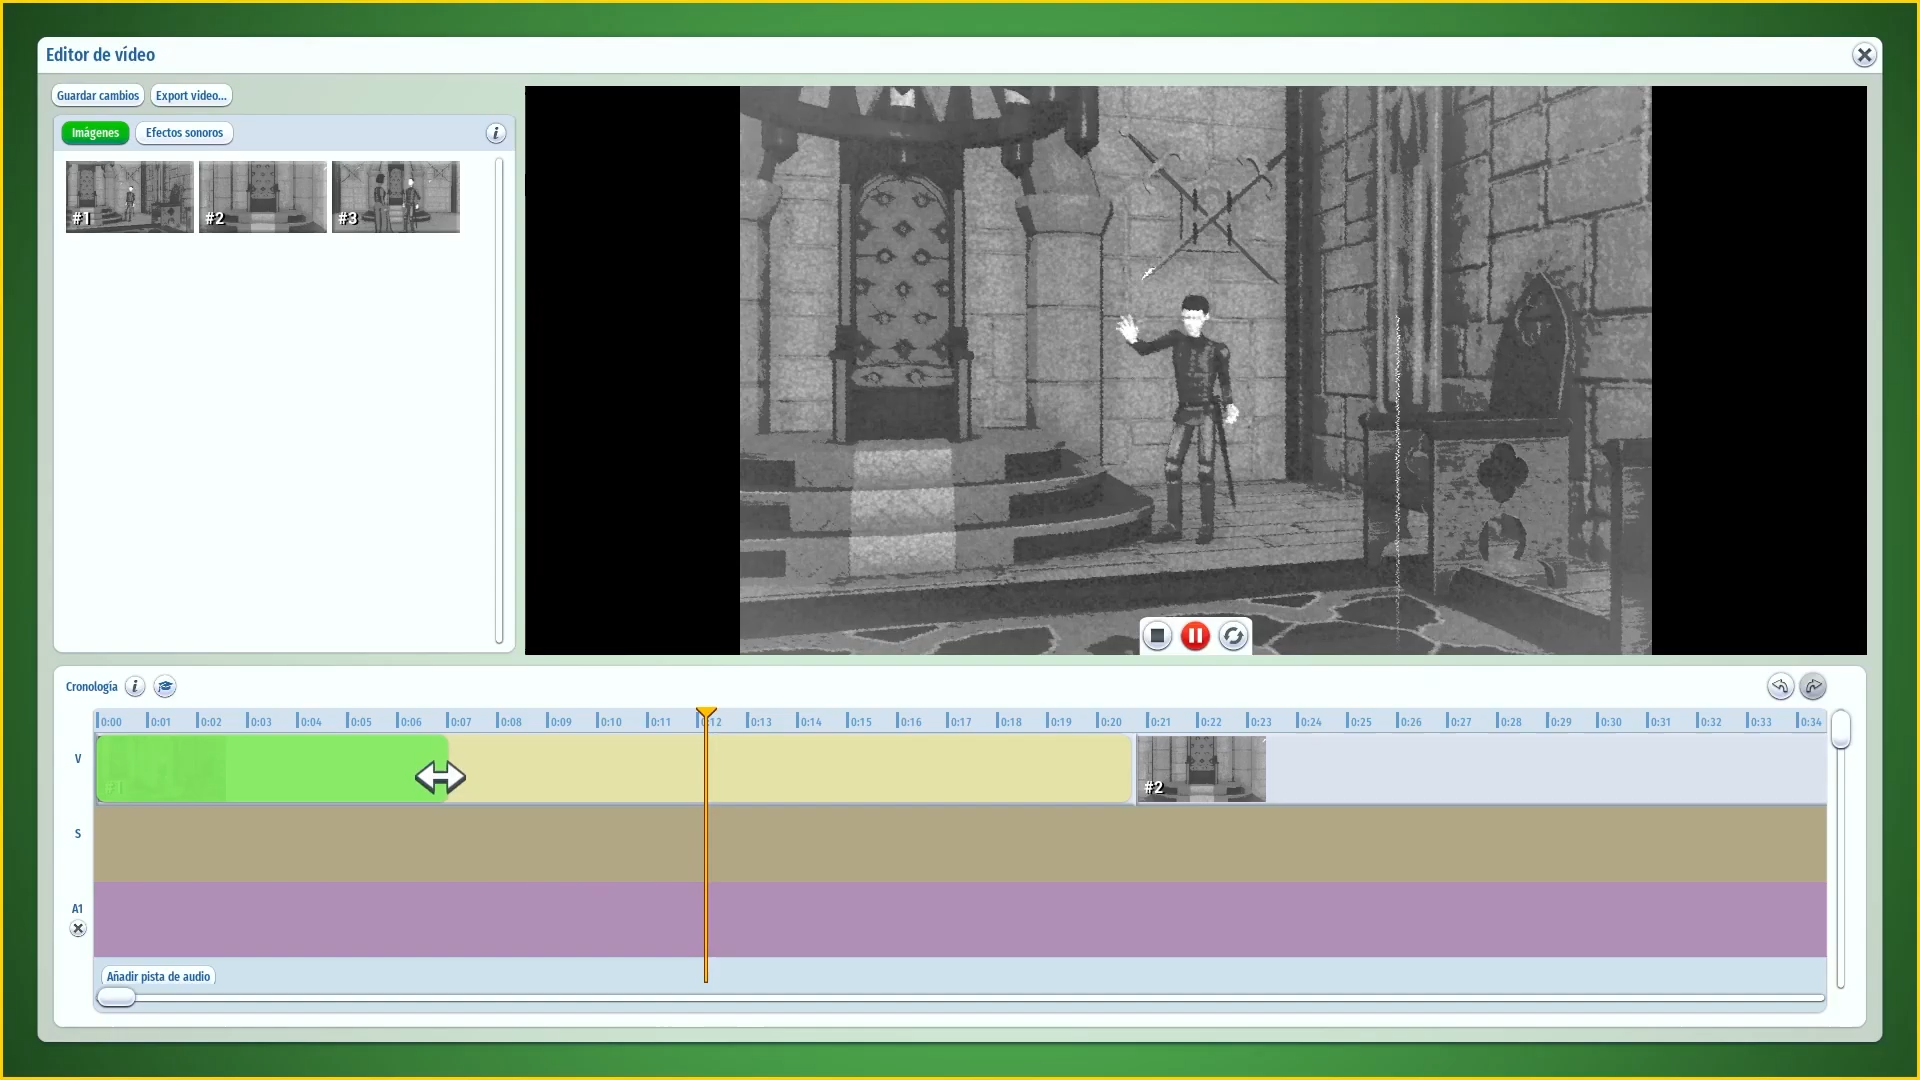 Editor de vídeo
Guardar cambios Export video...
Imágenes Efectos sonoros
#1 #2 #3
Cronología
0:00 0:01 0:02 0:03 0:04 0:05 0:06 0:07 0:08 0:09 0:10 0:11 0:12 0:13 0:14 0:15 0:16 0:17 0:18 0:19 0:20 0:21 0:22 0:23 0:24 0:25 0:26 0:27 0:28 0:29 0:30 0:31 0:32 0:33 0:34
V
#1 #2
S
A1
Añadir pista de audio